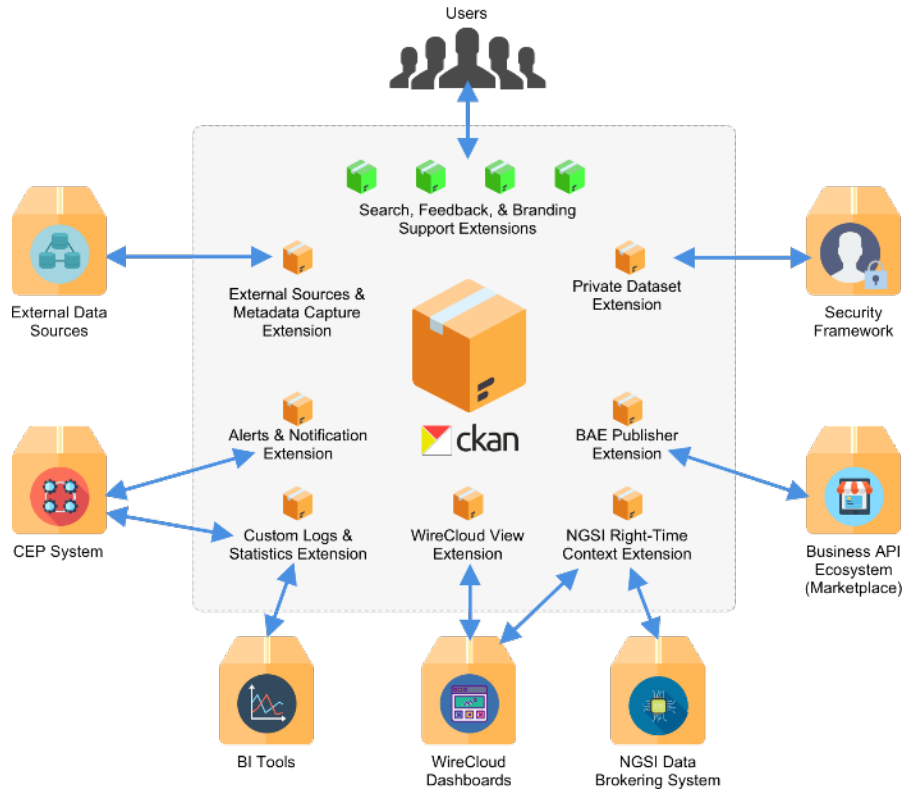 Users
Search, Feedback, & Branding
Support Extensions
External Data
Sources
External Sources &
Metadata Capture
Extension
Private Dataset
Extension
Security
Framework
Alerts & Notification
Extension
ckan
BAE Publisher
Extension
CEP System
Custom Logs &
Statistics Extension
WireCloud View
Extension
NGSI Right-Time
Context Extension
Business API
Ecosystem
(Marketplace)
BI Tools
WireCloud
Dashboards
NGSI Data
Brokering System